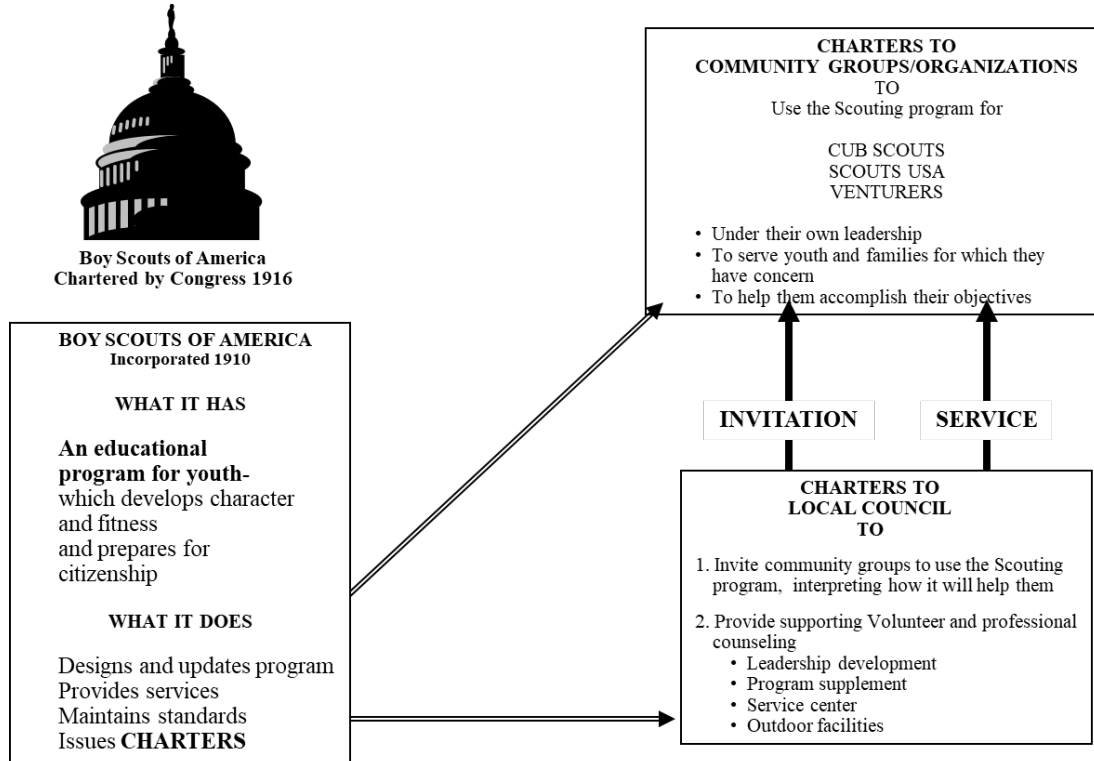 Boy Scouts of America
Chartered by Congress 1916
BOY SCOUTS OF AMERICA
Incorporated 1910
WHAT IT HAS
An educational
program for youth-
which develops character
and fitness
and prepares for
citizenship
WHAT IT DOES
Designs and updates program
Provides services
Maintains standards
Issues CHARTERS
CHARTERS TO
COMMUNITY GROUPS/ORGANIZATIONS
TO
Use the Scouting program for
CUB SCOUTS
SCOUTS USA
VENTURERS
• Under their own leadership
• To serve youth and families for which they
have concern
• To help them accomplish their objectives
INVITATION
SERVICE
CHARTERS TO
LOCAL COUNCIL
TO
1. Invite community groups to use the Scouting
program, interpreting how it will help them
2. Provide supporting Volunteer and professional
counseling
• Leadership development
• Program supplement
• Service center
• Outdoor facilities